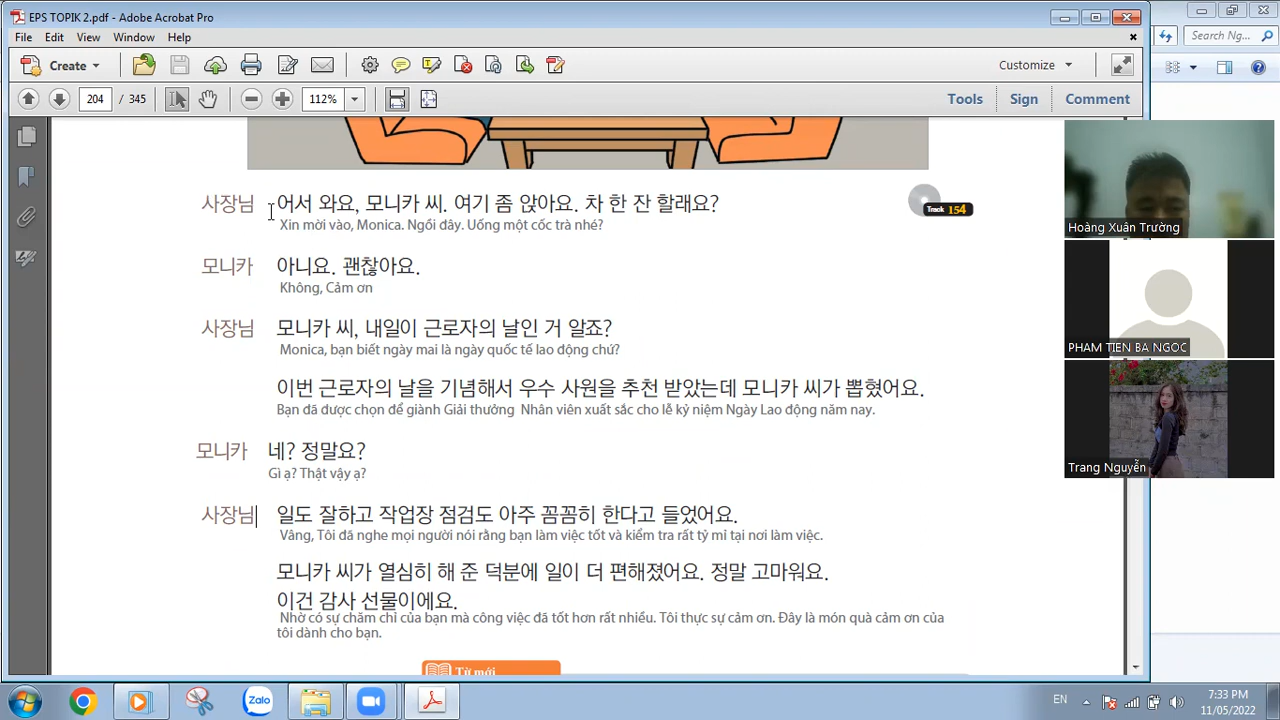 EPS TOPIK 2.pdf - Adobe Acrobat Pro
File Edit View Window Help
Create
Customize
204 / 345
112%
Tools Sign Comment
Search Ng...
사장님 어서 와요, 모니카 씨. 여기 좀 앉아요. 차 한 잔 할래요?
Track 154
Xin mời vào, Monica. Ngồi đây. Uống một cốc trà nhé?
모니카 아니요. 괜찮아요.
Không, Cảm ơn
사장님 모니카 씨, 내일이 근로자의 날인 거 알죠?
Monica, bạn biết ngày mai là ngày quốc tế lao động chứ?
이번 근로자의 날을 기념해서 우수 사원을 추천 받았는데 모니카 씨가 뽑혔어요.
Bạn đã được chọn để giành Giải thưởng Nhân viên xuất sắc cho lễ kỷ niệm Ngày Lao động năm nay.
모니카 네? 정말요?
Gì ạ? Thật vậy ạ?
사장님 일도 잘하고 작업장 점검도 아주 꼼꼼히 한다고 들었어요.
Vâng, Tôi đã nghe mọi người nói rằng bạn làm việc tốt và kiểm tra rất tỷ mỉ tại nơi làm việc.
모니카 씨가 열심히 해 준 덕분에 일이 더 편해졌어요. 정말 고마워요.
이건 감사 선물이에요.
Nhờ có sự chăm chỉ của bạn mà công việc đã tốt hơn rất nhiều. Tôi thực sự cảm ơn. Đây là món quà cảm ơn của
tôi dành cho bạn.
Từ mới
Hoàng Xuân Trường
PHAM TIEN BA NGOC
Trang Nguyễn
Zalo
EN
7:33 PM
11/05/2022